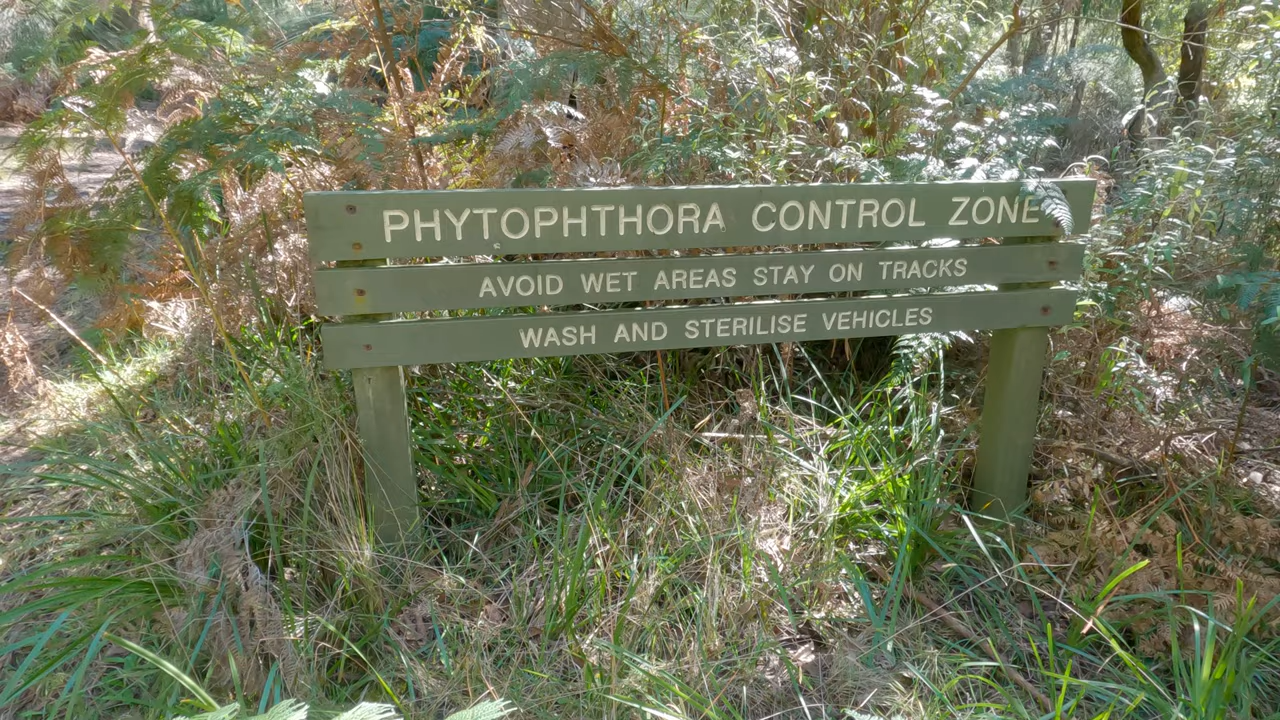 PHYTOPHTHORA CONTROL ZONE
AVOID WET AREAS STAY ON TRACKS
WASH AND STERILISE VEHICLES